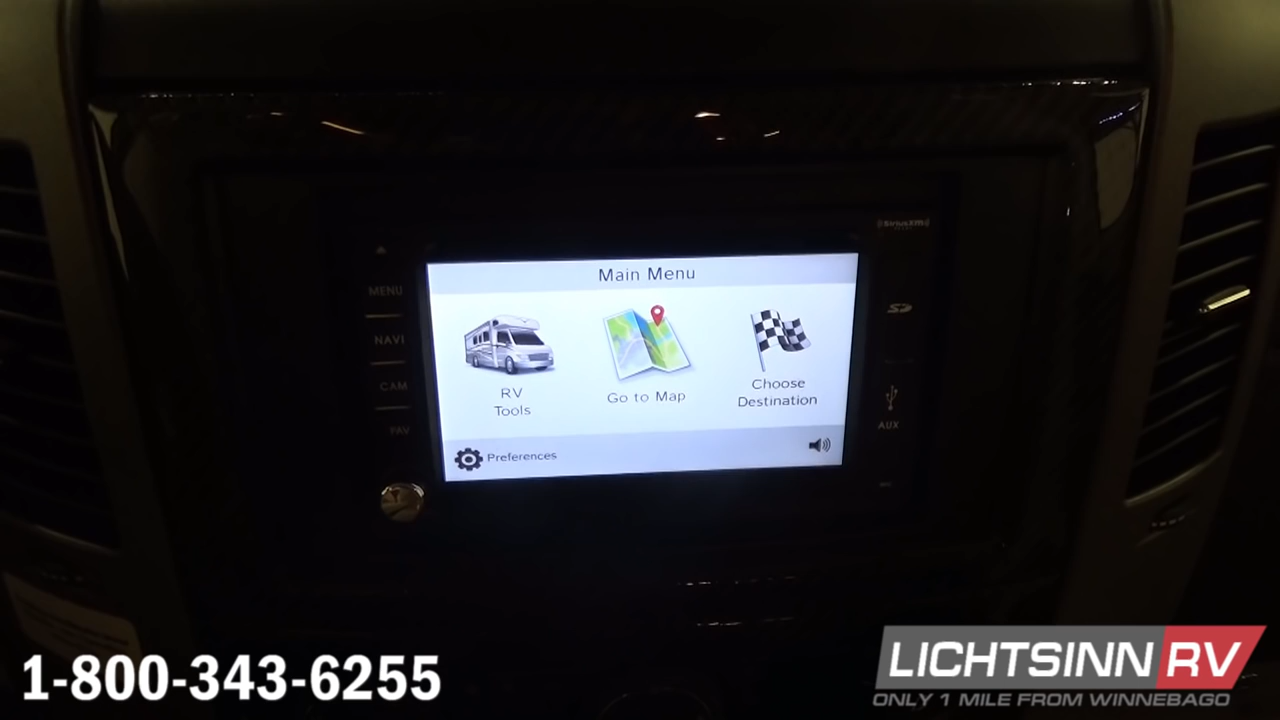 SiriusXM
Main Menu
MENU
NAVI
CAM
FAV
RV
Tools
Go to Map
Choose
Destination
Preferences
AUX
1-800-343-6255
LICHTSINN RV
ONLY 1 MILE FROM WINNEBAGO